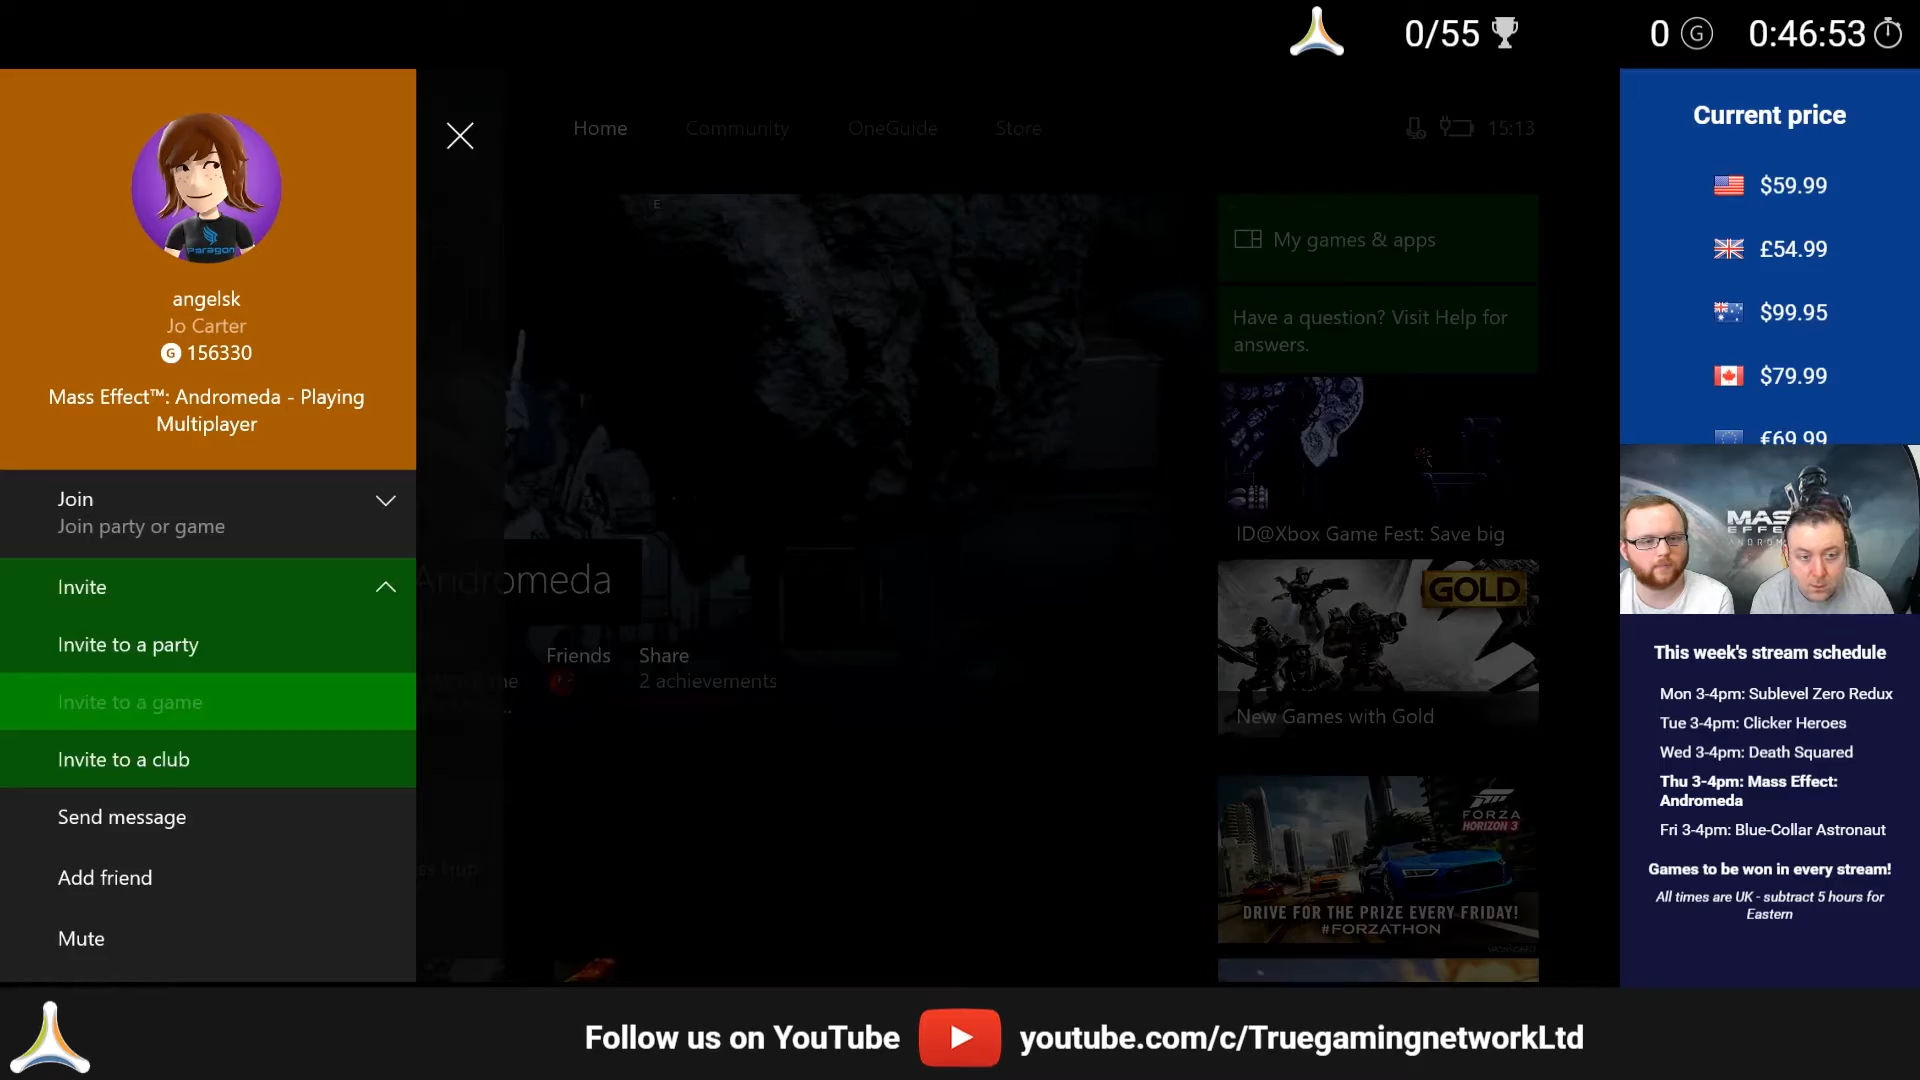 0/55
0 G 0:46:53
Paragon
angelsk
Jo Carter
G 156330
Mass Effect™: Andromeda - Playing
Multiplayer
Join
Join party or game
Invite
Invite to a party
Invite to a game
Invite to a club
Send message
Add friend
Mute
Home
Community
OneGuide
Store
15:13
E
Andromeda
Friends
Share
2 achievements
My games & apps
Have a question? Visit Help for
answers.
ID@Xbox Game Fest: Save big
GOLD
New Games with Gold
FORZA
HORIZON 3
DRIVE FOR THE PRIZE EVERY FRIDAY!
#FORZATHON
Current price
$59.99
£54.99
$99.95
$79.99
€69.99
MAS
EFFE
ANDROM
This week's stream schedule
Mon 3-4pm: Sublevel Zero Redux
Tue 3-4pm: Clicker Heroes
Wed 3-4pm: Death Squared
Thu 3-4pm: Mass Effect:
Andromeda
Fri 3-4pm: Blue-Collar Astronaut
Games to be won in every stream!
All times are UK - subtract 5 hours for
Eastern
Follow us on YouTube
youtube.com/c/TruegamingnetworkLtd